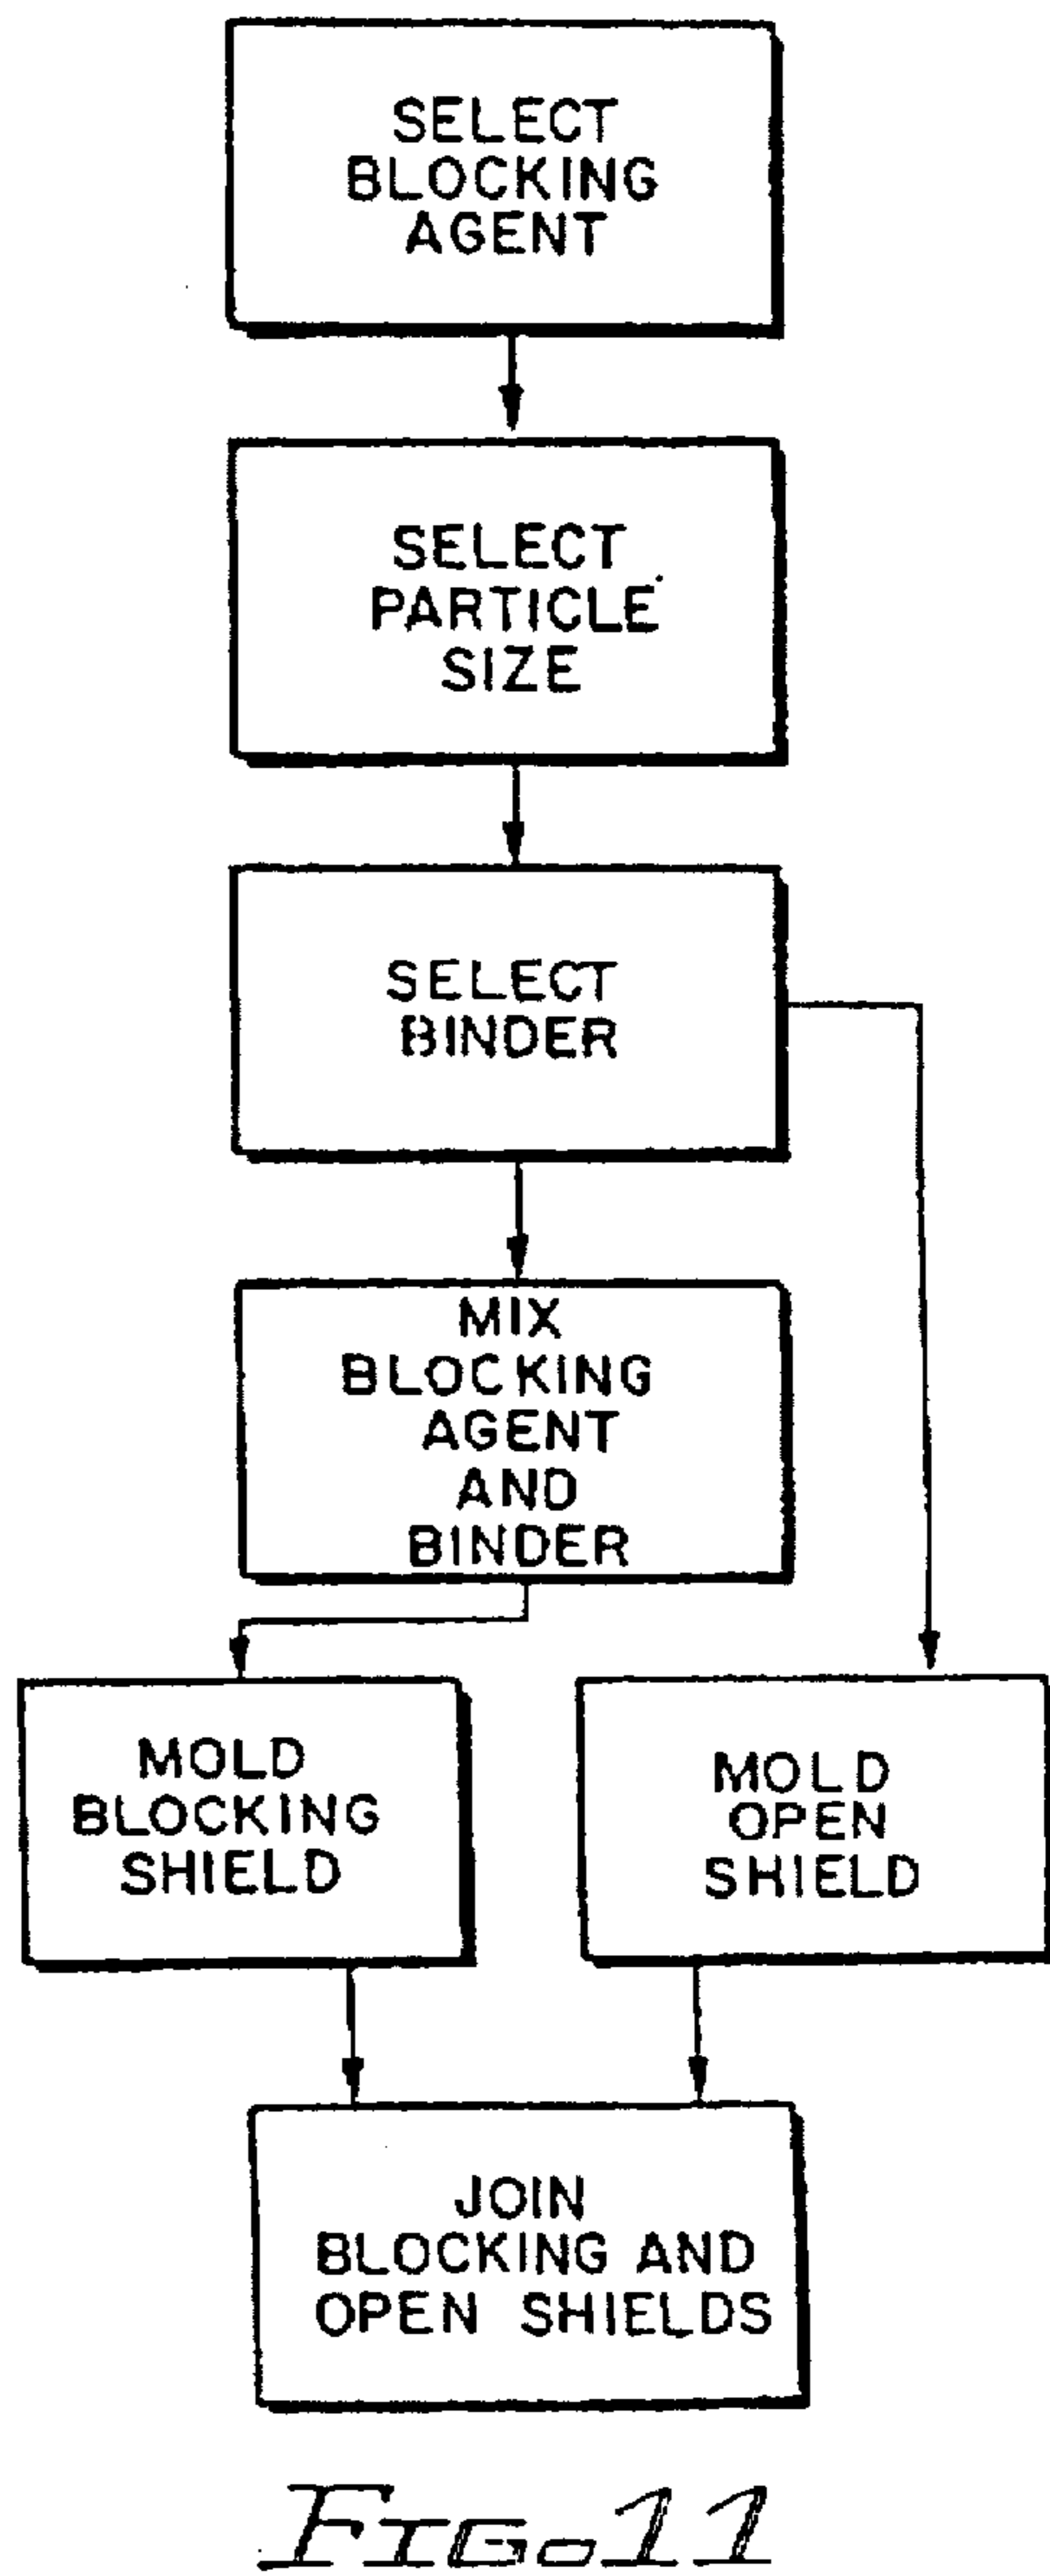 SELECT
BLOCKING
AGENT
SELECT
PARTICLE
SIZE
SELECT
BINDER
MIX
BLOCKING
AGENT
AND
BINDER
MOLD
BLOCKING
SHIELD
MOLD
OPEN
SHIELD
JOIN
BLOCKING AND
OPEN SHIELDS
FIG. 11